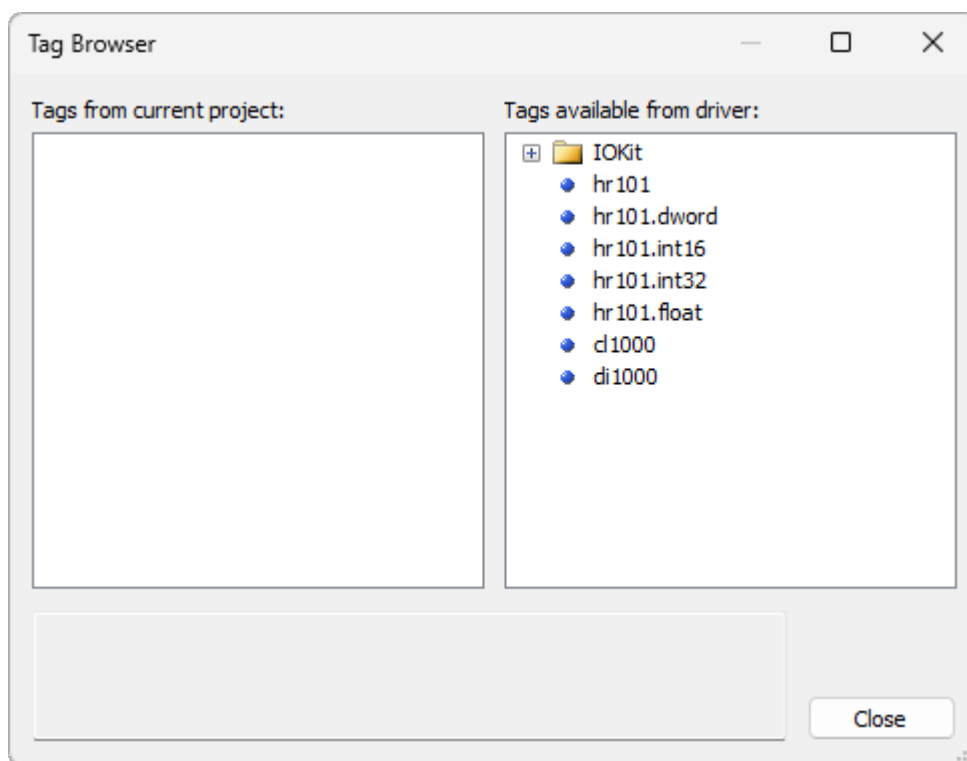 Tag Browser
Tags from current project:
Tags available from driver:
IOKit
hr101
hr101.dword
hr101.int16
hr101.int32
hr101.float
cl1000
di1000
Close